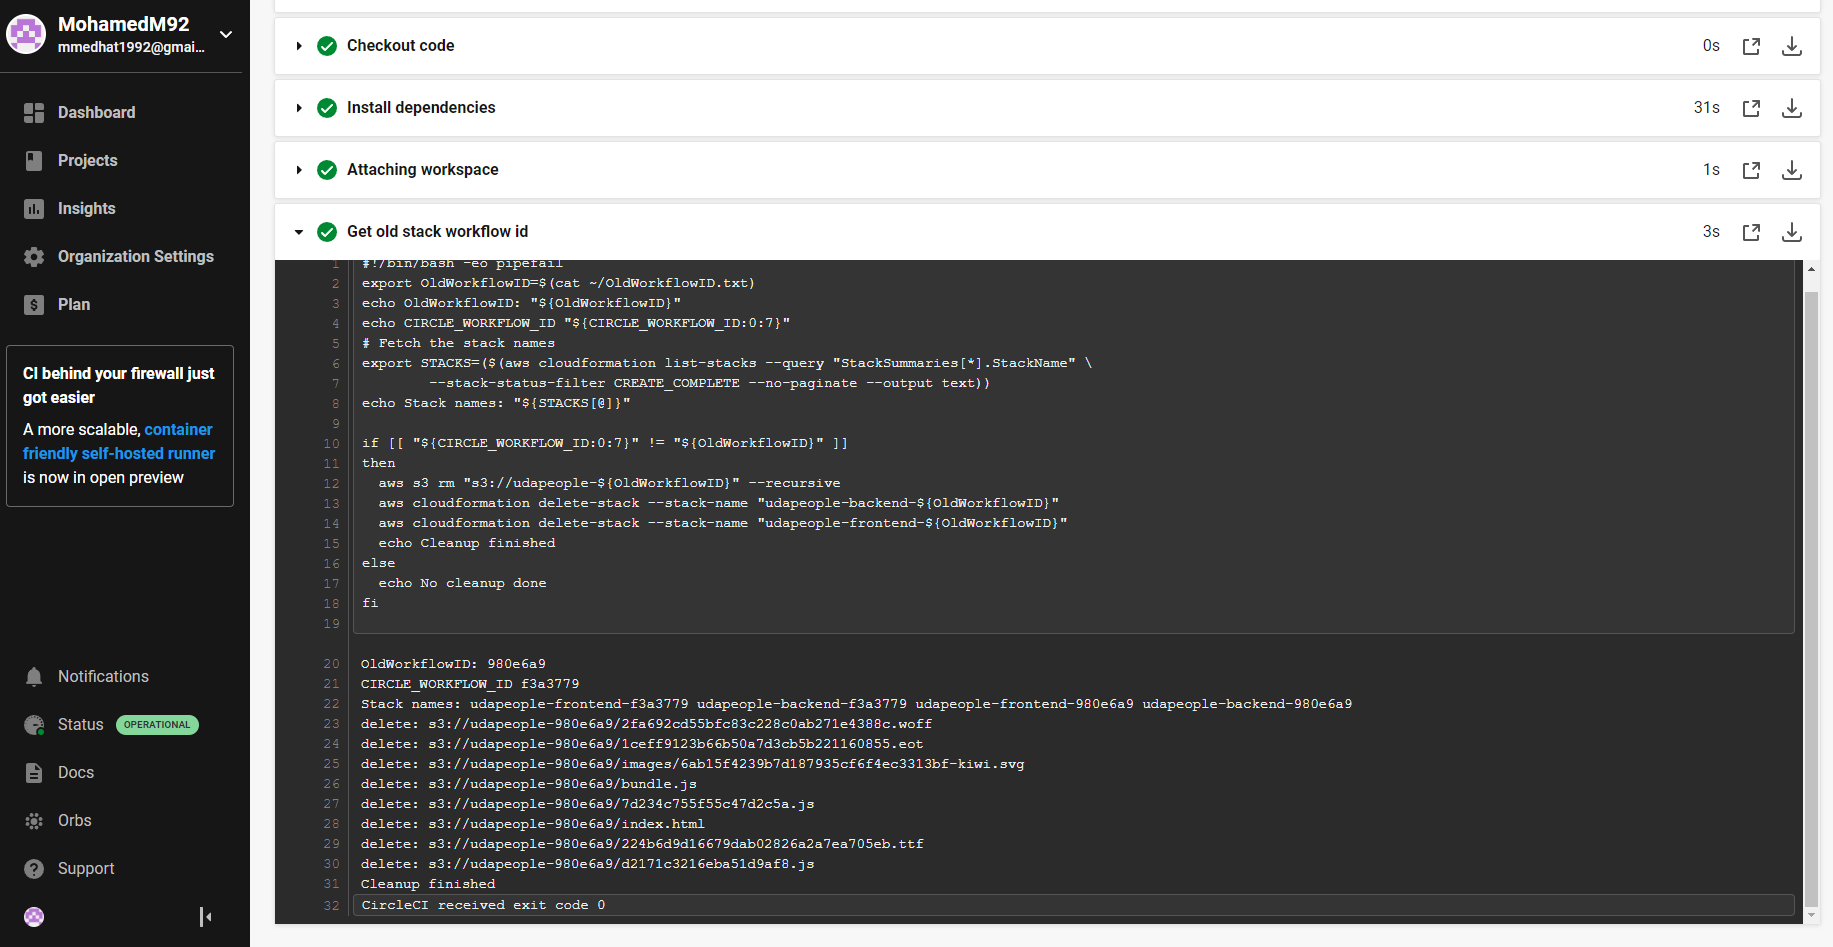 MohamedM92
mmedhat1992@gmai...
Dashboard
Projects
Insights
Organization Settings
Plan
CI behind your firewall just
got easier
A more scalable, container
friendly self-hosted runner
is now in open preview
Notifications
Status OPERATIONAL
Docs
Orbs
Support
Checkout code 0s
Install dependencies 31s
Attaching workspace 1s
Get old stack workflow id 3s
1 #!/bin/bash -eo pipefail
2 export OldWorkflowID=$(cat ~/OldWorkflowID.txt)
3 echo OldWorkflowID: "${OldWorkflowID}"
4 echo CIRCLE_WORKFLOW_ID "${CIRCLE_WORKFLOW_ID:0:7}"
5 # Fetch the stack names
6 export STACKS=($(aws cloudformation list-stacks --query "StackSummaries[*].StackName" \
7 --stack-status-filter CREATE_COMPLETE --no-paginate --output text))
8 echo Stack names: "${STACKS[@]}"
9
10 if [[ "${CIRCLE_WORKFLOW_ID:0:7}" != "${OldWorkflowID}" ]]
11 then
12 aws s3 rm "s3://udapeople-${OldWorkflowID}" --recursive
13 aws cloudformation delete-stack --stack-name "udapeople-backend-${OldWorkflowID}"
14 aws cloudformation delete-stack --stack-name "udapeople-frontend-${OldWorkflowID}"
15 echo Cleanup finished
16 else
17 echo No cleanup done
18 fi
19
20 OldWorkflowID: 980e6a9
21 CIRCLE_WORKFLOW_ID f3a3779
22 Stack names: udapeople-frontend-f3a3779 udapeople-backend-f3a3779 udapeople-frontend-980e6a9 udapeople-backend-980e6a9
23 delete: s3://udapeople-980e6a9/2fa692cd55bfc83c228c0ab271e4388c.woff
24 delete: s3://udapeople-980e6a9/1ceff9123b66b50a7d3cb5b221160855.eot
25 delete: s3://udapeople-980e6a9/images/6ab15f4239b7d187935cf6f4ec3313bf-kiwi.svg
26 delete: s3://udapeople-980e6a9/bundle.js
27 delete: s3://udapeople-980e6a9/7d234c755f55c47d2c5a.js
28 delete: s3://udapeople-980e6a9/index.html
29 delete: s3://udapeople-980e6a9/224b6d9d16679dab02826a2a7ea705eb.ttf
30 delete: s3://udapeople-980e6a9/d2171c3216eba51d9af8.js
31 Cleanup finished
32 CircleCI received exit code 0